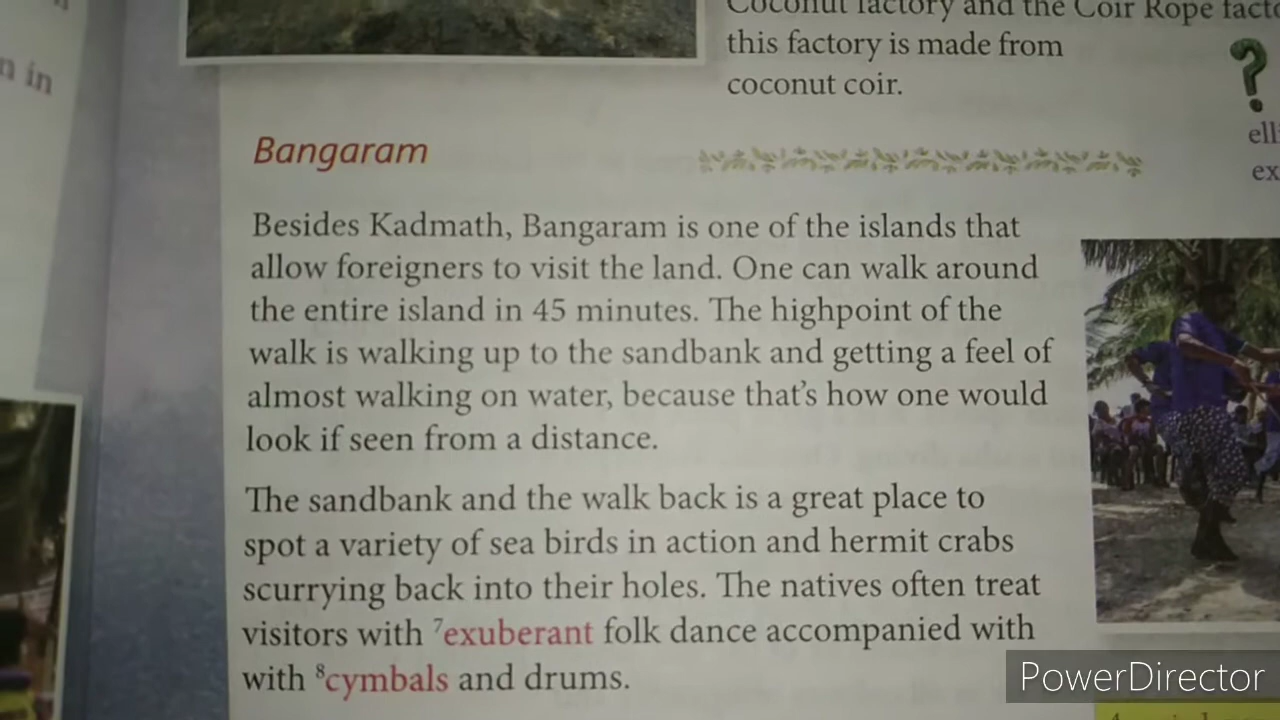 n in
Coconut factory and the Coir Rope
this factory is made from
coconut coir.
?
ell
ex
Bangaram
Besides Kadmath, Bangaram is one of the islands that
allow foreigners to visit the land. One can walk around
the entire island in 45 minutes. The highpoint of the
walk is walking up to the sandbank and getting a feel of
almost walking on water, because that's how one would
look if seen from a distance.
The sandbank and the walk back is a great place to
spot a variety of sea birds in action and hermit crabs
scurrying back into their holes. The natives often treat
visitors with ⁷exuberant folk dance accompanied with
with ⁸cymbals and drums.
PowerDirector